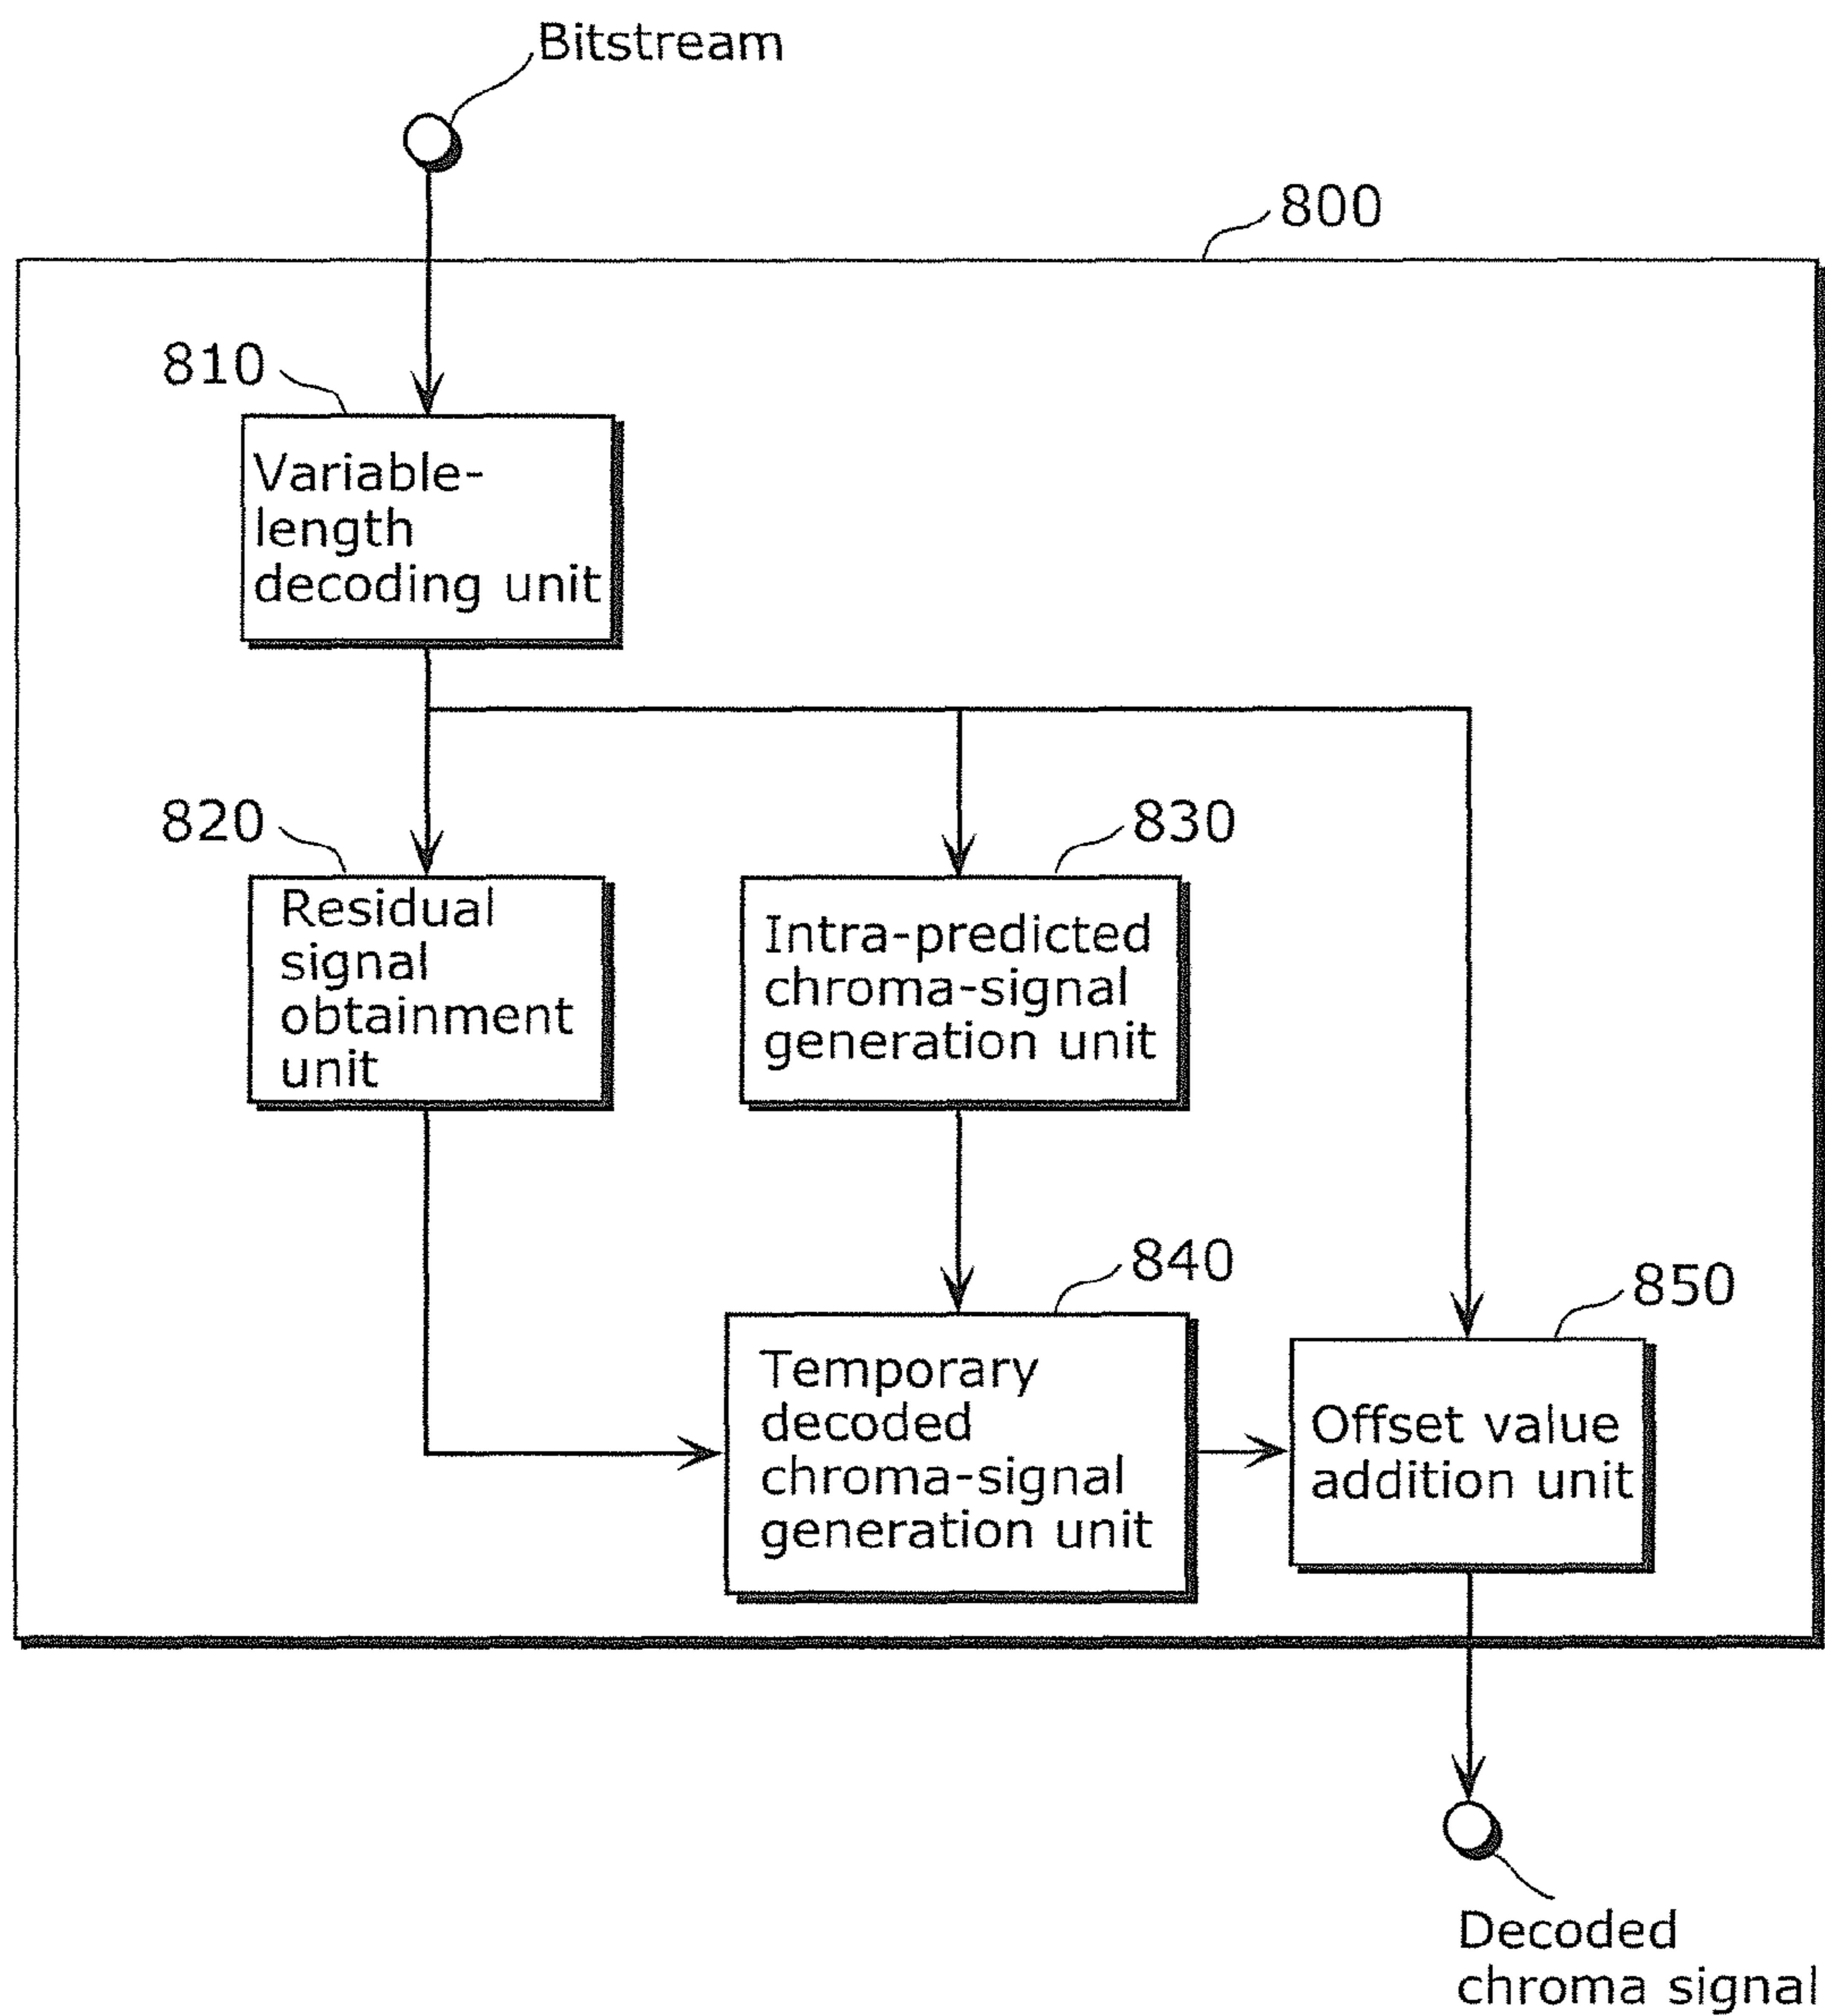 Bitstream
800
810
Variable-
length
decoding unit
820
830
Residual
signal
obtainment
unit
Intra-predicted
chroma-signal
generation unit
840
850
Temporary
decoded
chroma-signal
generation unit
Offset value
addition unit
Decoded
chroma signal